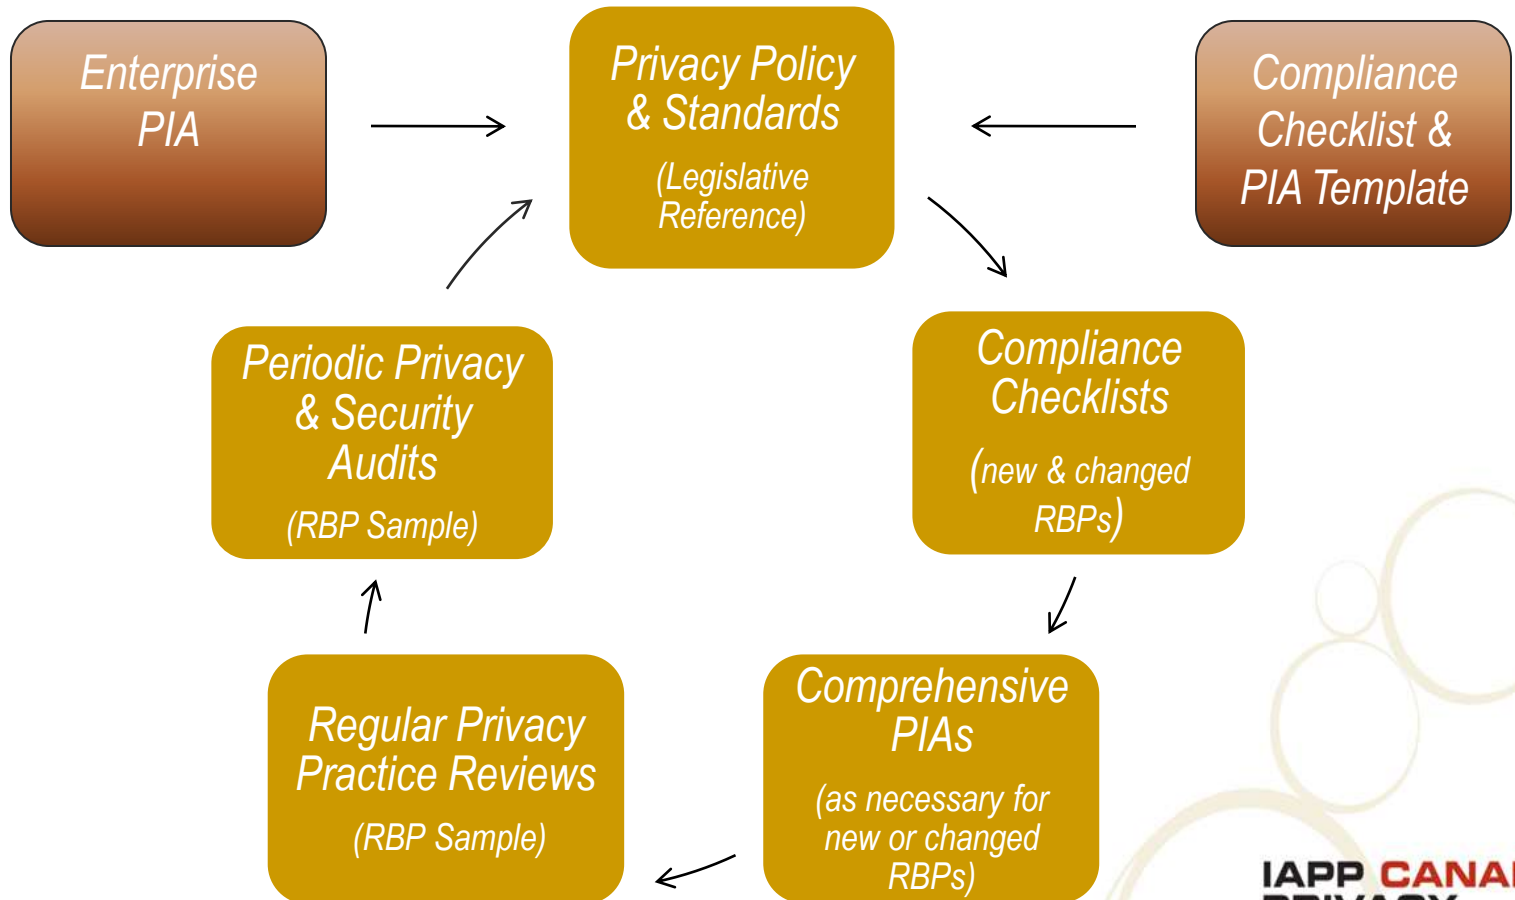 Enterprise
PIA
Privacy Policy
& Standards
(Legislative
Reference)
Compliance
Checklist &
PIA Template
Periodic Privacy
& Security
Audits
(RBP Sample)
Compliance
Checklists
(new & changed
RBPs)
Regular Privacy
Practice Reviews
(RBP Sample)
Comprehensive
PIAs
(as necessary for
new or changed
RBPs)
IAPP CANA
PRIVACY